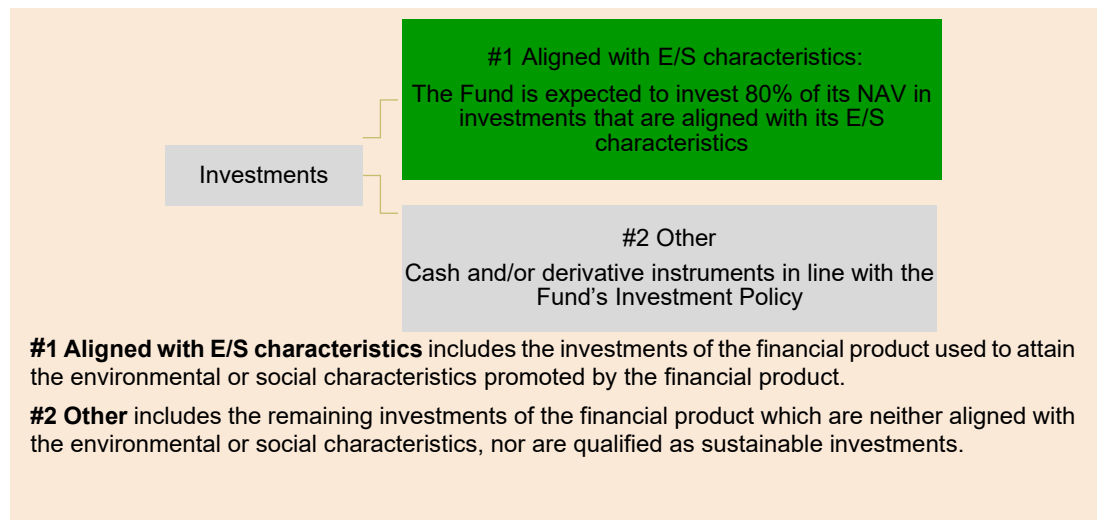 #1 Aligned with E/S characteristics:
The Fund is expected to invest 80% of its NAV in
investments that are aligned with its E/S
characteristics
Investments
#2 Other
Cash and/or derivative instruments in line with the
Fund's Investment Policy
#1 Aligned with E/S characteristics includes the investments of the financial product used to attain
the environmental or social characteristics promoted by the financial product.
#2 Other includes the remaining investments of the financial product which are neither aligned with
the environmental or social characteristics, nor are qualified as sustainable investments.